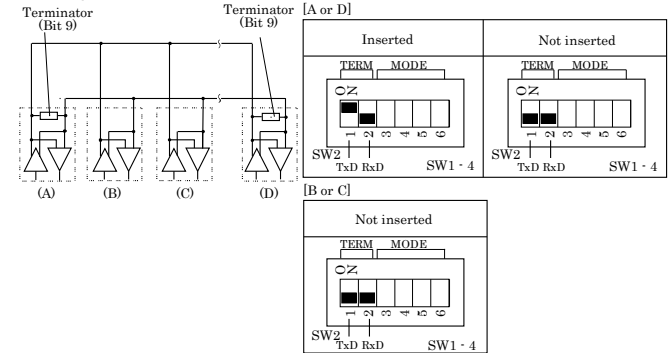 Terminator
(Bit 9)
Terminator
(Bit 9)
(A)
(B)
(C)
(D)
[A or D]
Inserted
Not inserted
TERM
MODE
ON
1
2
3
4
5
6
SW2
TxD RxD
SW1 - 4
TERM
MODE
ON
1
2
3
4
5
6
SW2
TxD RxD
SW1 - 4
[B or C]
Not inserted
TERM
MODE
ON
1
2
3
4
5
6
SW2
TxD RxD
SW1 - 4